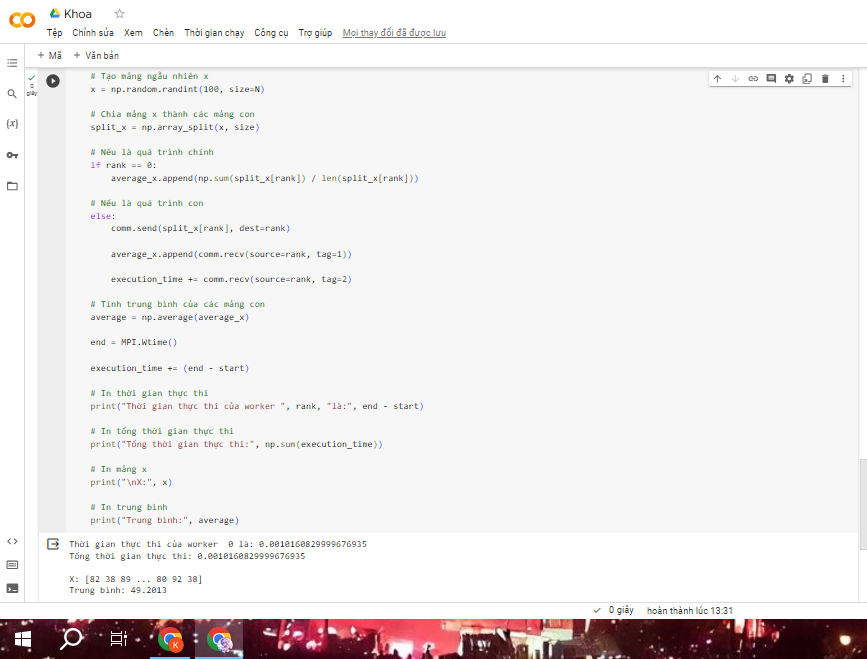 Khoa
Tệp Chỉnh sửa Xem Chèn Thời gian chạy Công cụ Trợ giúp Mọi thay đổi đã được lưu
+ Mã + Văn bản
0
giây
# Tạo mảng ngẫu nhiên x
x = np.random.randint(100, size=N)
# Chia mảng x thành các mảng con
split_x = np.array_split(x, size)
# Nếu là quá trình chính
if rank == 0:
average_x.append(np.sum(split_x[rank]) / len(split_x[rank]))
# Nếu là quá trình con
else:
comm.send(split_x[rank], dest=rank)
average_x.append(comm.recv(source=rank, tag=1))
execution_time += comm.recv(source=rank, tag=2)
# Tính trung bình của các mảng con
average = np.average(average_x)
end = MPI.Wtime()
execution_time += (end - start)
# In thời gian thực thi
print("Thời gian thực thi của worker ", rank, "là:", end - start)
# In tổng thời gian thực thi
print("Tổng thời gian thực thi:", np.sum(execution_time))
# In mảng x
print("\nX:", x)
# In trung bình
print("Trung bình:", average)
Thời gian thực thi của worker  0 là: 0.0010160829999676935
Tổng thời gian thực thi: 0.0010160829999676935
X: [82 38 89 ... 80 92 38]
Trung bình: 49.2013
0 giây hoàn thành lúc 13:31
K